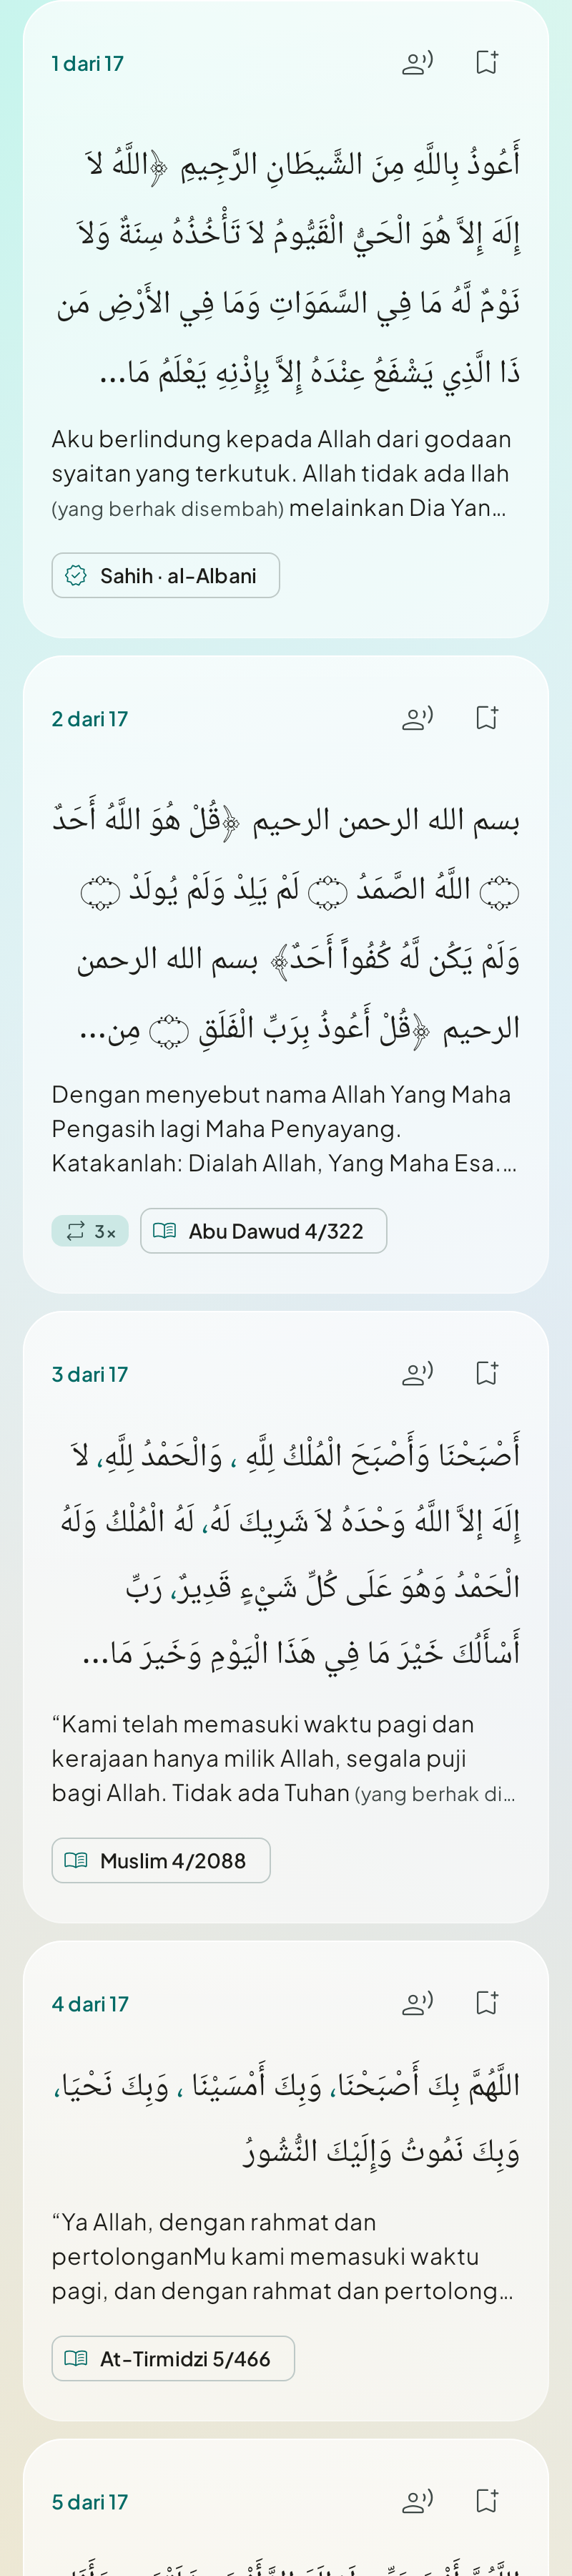 1 dari 17
أَعُوذُ بِاللَّهِ مِنَ الشَّيطَانِ الرَّجِيمِ ﴿اللَّهُ لاَ
إِلَهَ إِلاَّ هُوَ الْحَيُّ الْقَيُّومُ لاَ تَأْخُذُهُ سِنَةٌ وَلاَ
نَوْمٌ لَّهُ مَا فِي السَّمَوَاتِ وَمَا فِي الأَرْضِ مَن
ذَا الَّذِي يَشْفَعُ عِنْدَهُ إِلاَّ بِإِذْنِهِ يَعْلَمُ مَا...
Aku berlindung kepada Allah dari godaan
syaitan yang terkutuk. Allah tidak ada Ilah
(yang berhak disembah) melainkan Dia Yan...
Sahih · al-Albani
2 dari 17
بسم الله الرحمن الرحيم ﴿قُلْ هُوَ اللَّهُ أَحَدٌ
۝ اللَّهُ الصَّمَدُ ۝ لَمْ يَلِدْ وَلَمْ يُولَدْ ۝
وَلَمْ يَكُن لَّهُ كُفُواً أَحَدٌ﴾ بسم الله الرحمن
الرحيم ﴿قُلْ أَعُوذُ بِرَبِّ الْفَلَقِ ۝ مِن...
Dengan menyebut nama Allah Yang Maha
Pengasih lagi Maha Penyayang.
Katakanlah: Dialah Allah, Yang Maha Esa....
3×
Abu Dawud 4/322
3 dari 17
أَصْبَحْنَا وَأَصْبَحَ الْمُلْكُ لِلَّهِ ، وَالْحَمْدُ لِلَّهِ، لاَ
إِلَهَ إلاَّ اللَّهُ وَحْدَهُ لاَ شَرِيكَ لَهُ، لَهُ الْمُلْكُ وَلَهُ
الْحَمْدُ وَهُوَ عَلَى كُلِّ شَيْءٍ قَدِيرٌ، رَبِّ
أَسْأَلُكَ خَيْرَ مَا فِي هَذَا الْيَوْمِ وَخَيرَ مَا...
“Kami telah memasuki waktu pagi dan
kerajaan hanya milik Allah, segala puji
bagi Allah. Tidak ada Tuhan (yang berhak di...
Muslim 4/2088
4 dari 17
اللَّهُمَّ بِكَ أَصْبَحْنَا، وَبِكَ أَمْسَيْنَا ، وَبِكَ نَحْيَا،
وَبِكَ نَمُوتُ وَإِلَيْكَ النُّشُورُ
“Ya Allah, dengan rahmat dan
pertolonganMu kami memasuki waktu
pagi, dan dengan rahmat dan pertolong...
At-Tirmidzi 5/466
5 dari 17